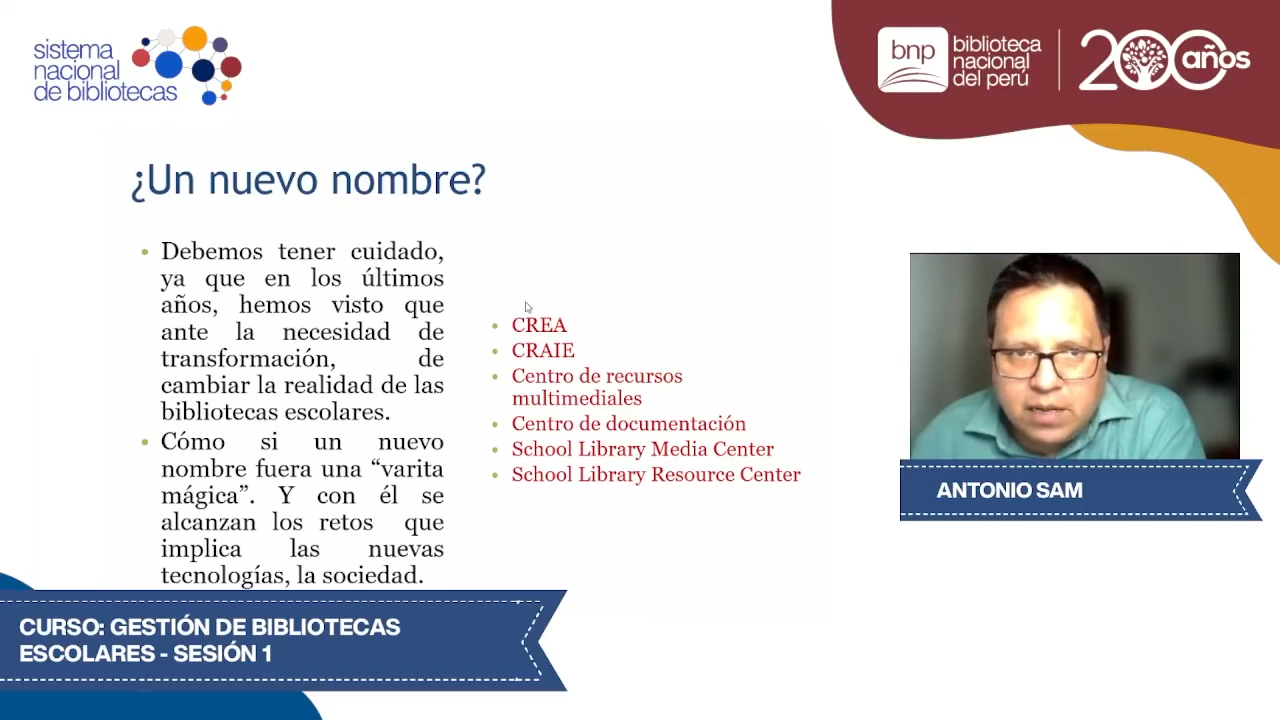 sistema
nacional
de bibliotecas
bnp
biblioteca
nacional
del perú
200 años
¿Un nuevo nombre?
• Debemos tener cuidado,
ya que en los últimos
años, hemos visto que
ante la necesidad de
transformación, de
cambiar la realidad de las
bibliotecas escolares.
• Cómo si un nuevo
nombre fuera una “varita
mágica”. Y con él se
alcanzan los retos que
implica las nuevas
tecnologías, la sociedad.
• CREA
• CRAIE
• Centro de recursos
multimediales
• Centro de documentación
• School Library Media Center
• School Library Resource Center
ANTONIO SAM
CURSO: GESTIÓN DE BIBLIOTECAS
ESCOLARES - SESIÓN 1